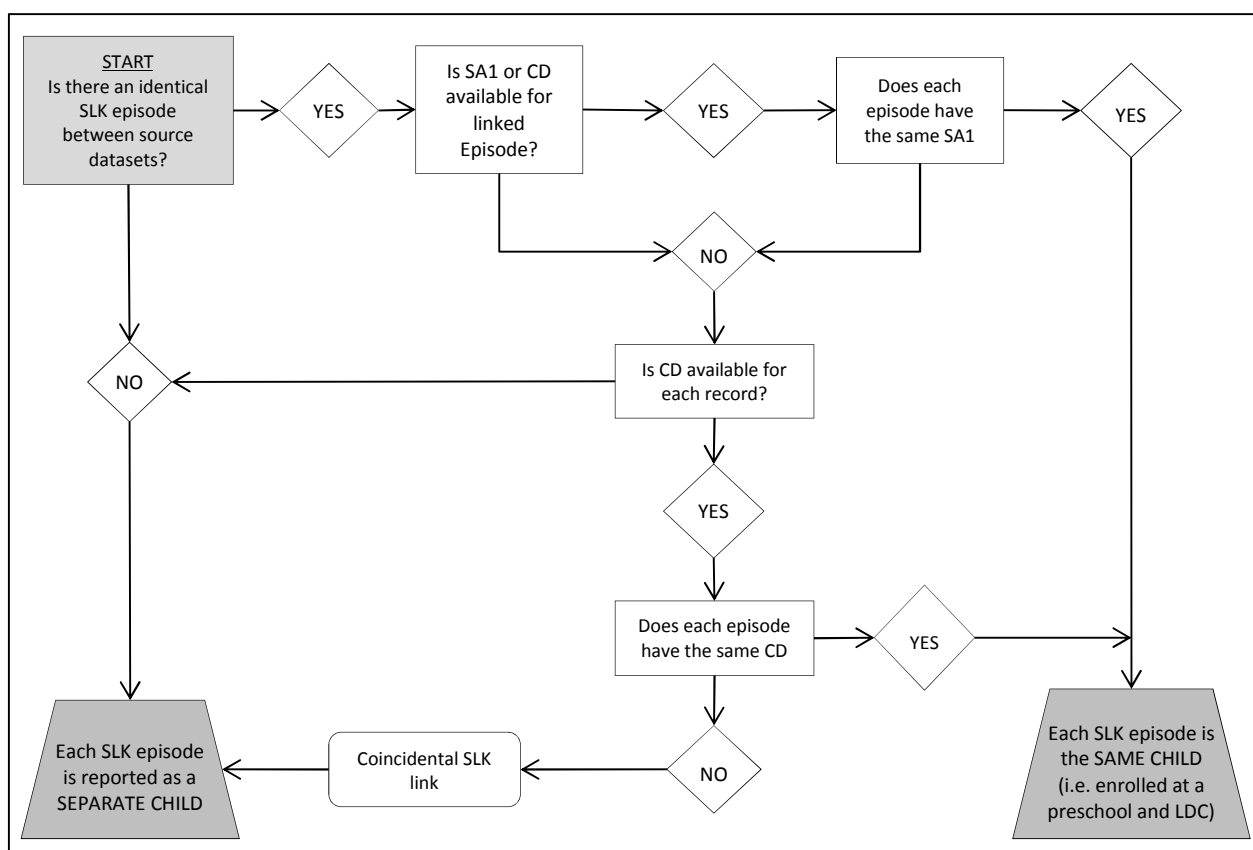 START
Is there an identical
SLK episode
between source
datasets?
YES
Is SA1 or CD
available for
linked
Episode?
YES
Does each
episode have
the same SA1
YES
NO
NO
Is CD available for
each record?
YES
Does each episode
have the same CD
YES
Each SLK episode
is reported as a
SEPARATE CHILD
Coincidental SLK
link
NO
Each SLK episode is
the SAME CHILD
(i.e. enrolled at a
preschool and LDC)